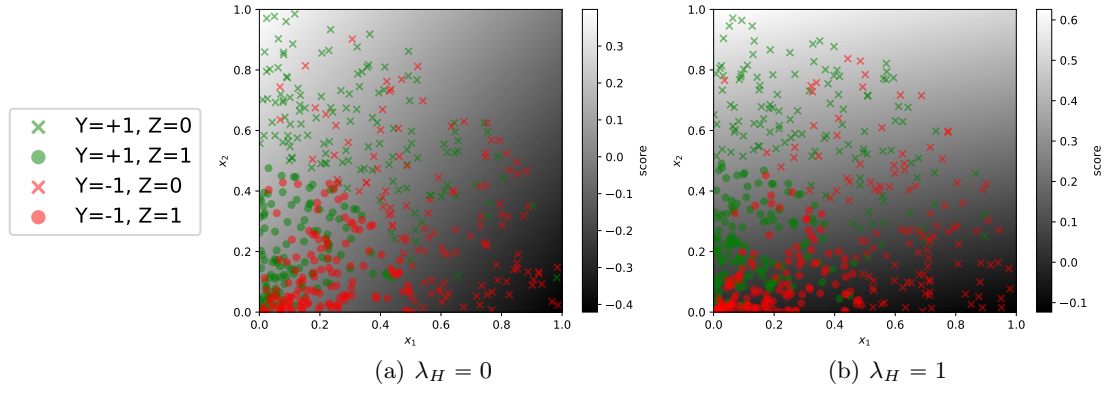 Y=+1, Z=0
Y=+1, Z=1
Y=-1, Z=0
Y=-1, Z=1
1.0
0.8
0.6
0.4
0.2
0.0
x₂
0.0 0.2 0.4 0.6 0.8 1.0
x₁
0.3
0.2
0.1
0.0
−0.1
−0.2
−0.3
−0.4
score
(a) λ_H = 0
1.0
0.8
0.6
0.4
0.2
0.0
x₂
0.0 0.2 0.4 0.6 0.8 1.0
x₁
0.6
0.5
0.4
0.3
0.2
0.1
0.0
−0.1
score
(b) λ_H = 1